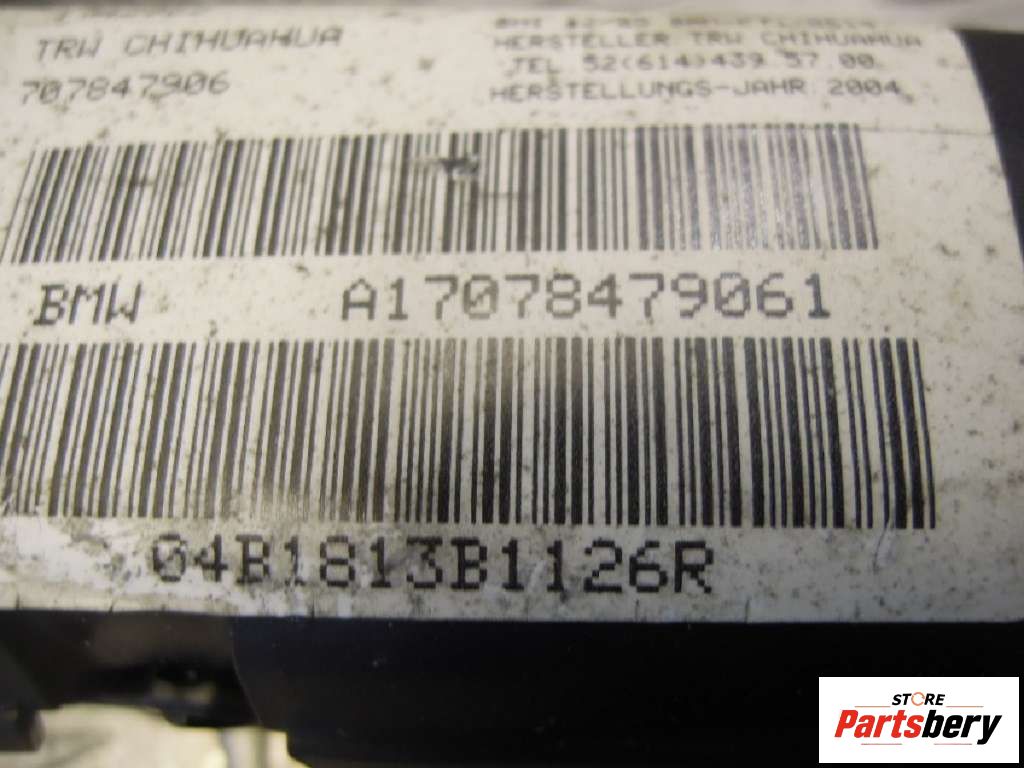 TRW CHIHUAHUA
707847906
HERSTELLER TRW CHIHUAHUA
TEL 52(614)439 57 00
HERSTELLUNGS-JAHR 2004
BMW A17078479061
04B1813B1126R
STORE
Partsbery